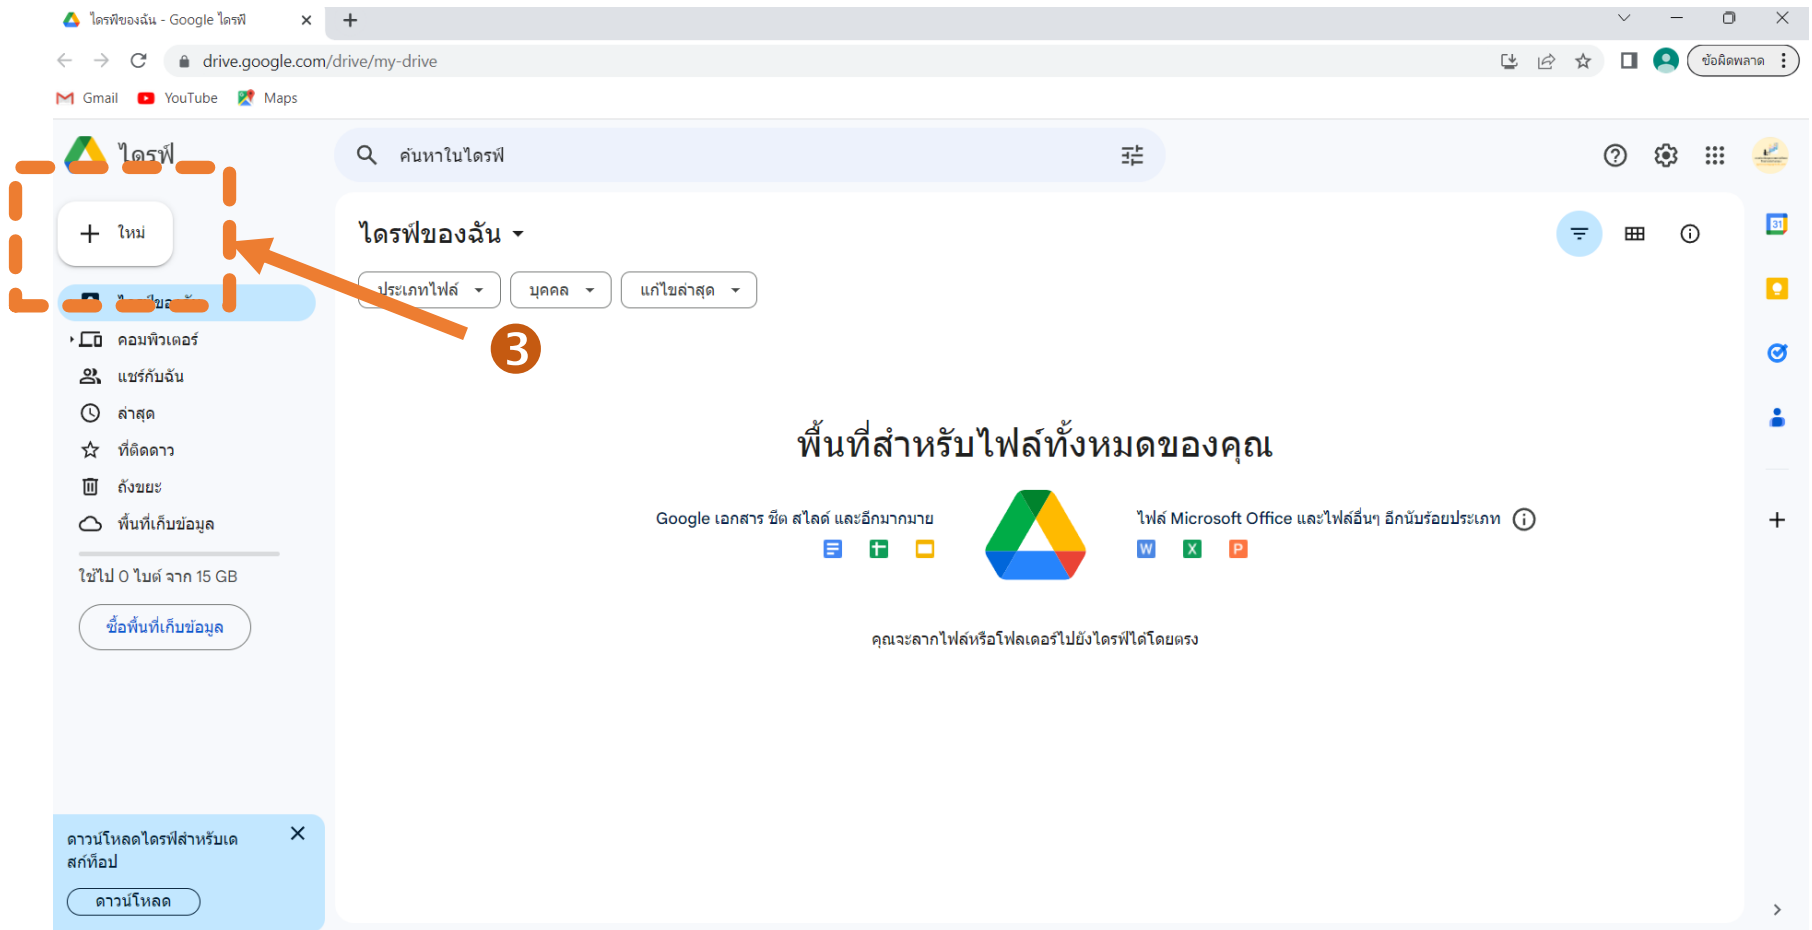 ไดรฟ์ของฉัน - Google ไดรฟ์
drive.google.com/drive/my-drive
ข้อผิดพลาด
Gmail YouTube Maps
ไดรฟ์
ค้นหาในไดรฟ์
ใหม่
ไดรฟ์ของฉัน
31
ประเภทไฟล์ บุคคล แก้ไขล่าสุด
3
คอมพิวเตอร์
แชร์กับฉัน
ล่าสุด
ที่ติดดาว
ถังขยะ
พื้นที่เก็บข้อมูล
ใช้ไป 0 ไบต์ จาก 15 GB
ซื้อพื้นที่เก็บข้อมูล
พื้นที่สำหรับไฟล์ทั้งหมดของคุณ
Google เอกสาร ชีต สไลด์ และอีกมากมาย
ไฟล์ Microsoft Office และไฟล์อื่นๆ อีกนับร้อยประเภท
W X P
คุณจะลากไฟล์หรือโฟลเดอร์ไปยังไดรฟ์ได้โดยตรง
ดาวน์โหลดไดรฟ์สำหรับเด
สก์ท็อป
ดาวน์โหลด